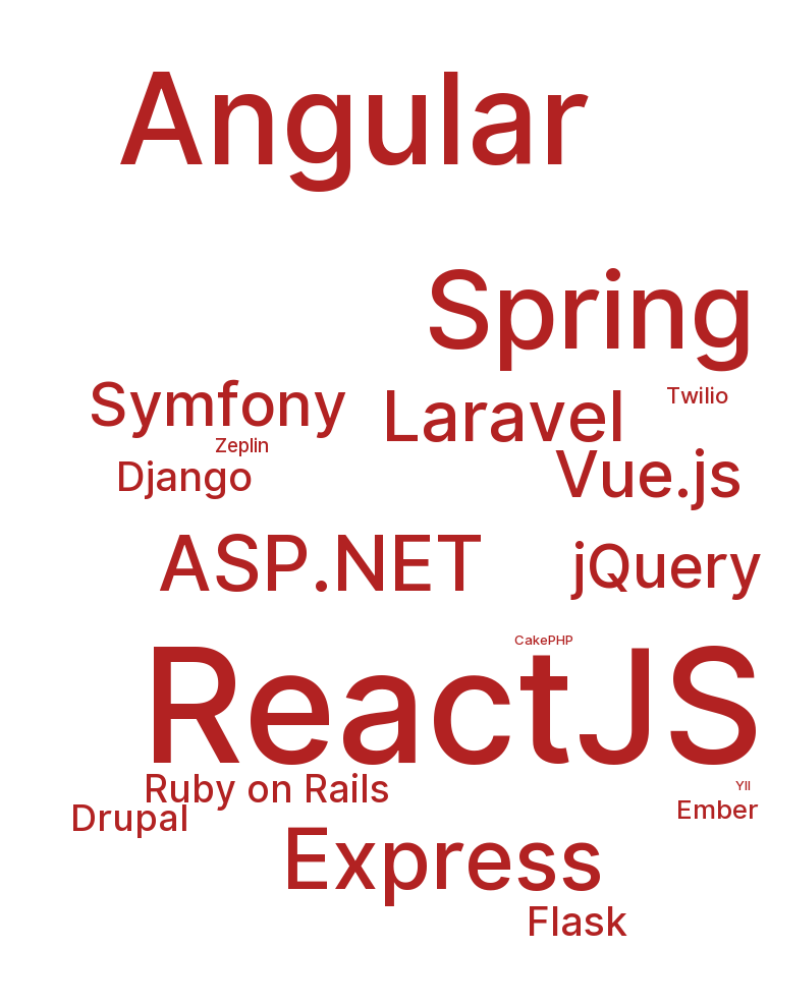 Angular
Spring
Symfony
Laravel
Twilio
Zeplin
Django
Vue.js
ASP.NET
jQuery
CakePHP
ReactJS
Ruby on Rails
YII
Drupal
Ember
Express
Flask